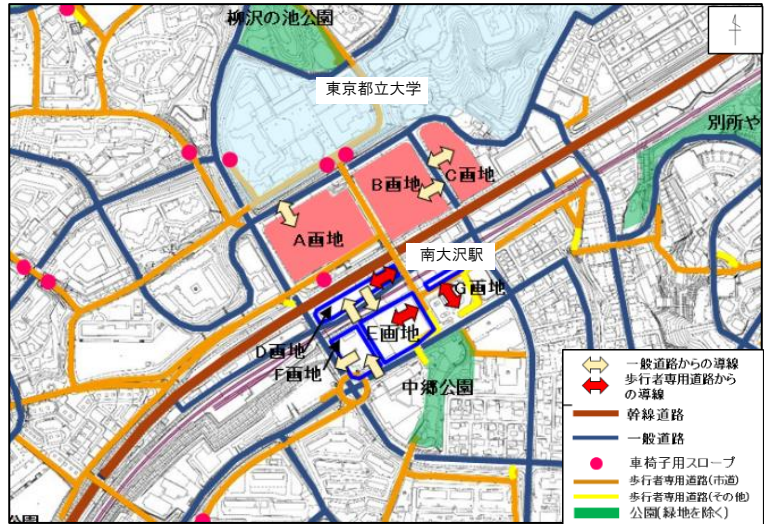 柳沢の池公園
東京都立大学
別所や
C画地
B画地
A画地
南大沢駅
G画地
E画地
D画地
F画地
中郷公園
公園
一般道路からの導線
歩行者専用道路から
の導線
幹線道路
一般道路
車椅子用スロープ
歩行者専用道路(市道)
歩行者専用道路(その他)
公園(緑地を除く)